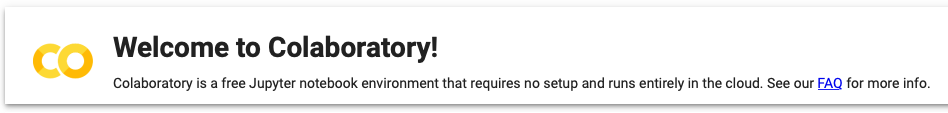 Welcome to Colaboratory!
Colaboratory is a free Jupyter notebook environment that requires no setup and runs entirely in the cloud. See our FAQ for more info.